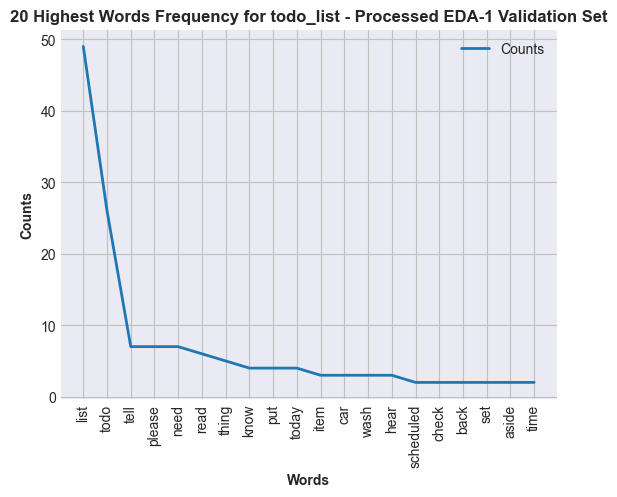 20 Highest Words Frequency for todo_list - Processed EDA-1 Validation Set
Counts
50
40
30
20
10
0
Counts
list
todo
tell
please
need
read
thing
know
put
today
item
car
wash
hear
scheduled
check
back
set
aside
time
Words